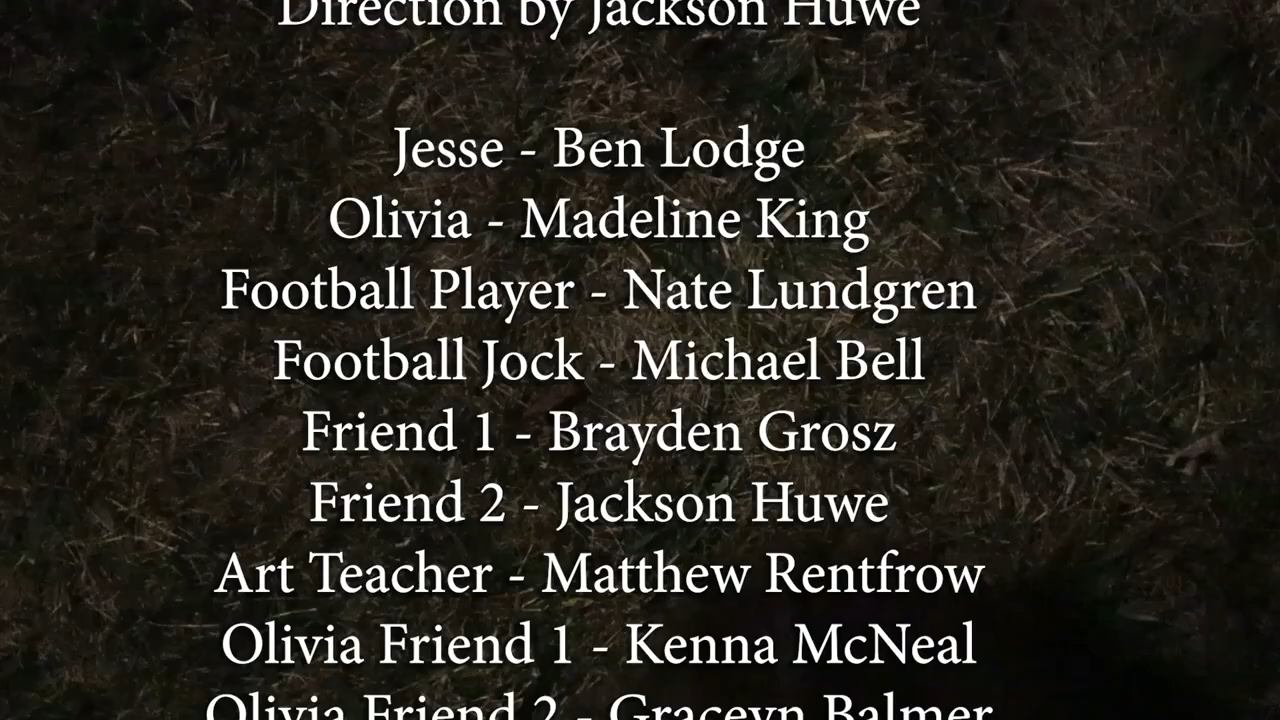 Direction by Jackson Huwe
Jesse - Ben Lodge
Olivia - Madeline King
Football Player - Nate Lundgren
Football Jock - Michael Bell
Friend 1 - Brayden Grosz
Friend 2 - Jackson Huwe
Art Teacher - Matthew Rentfrow
Olivia Friend 1 - Kenna McNeal
Olivia Friend 2 - Graceyn Balmer